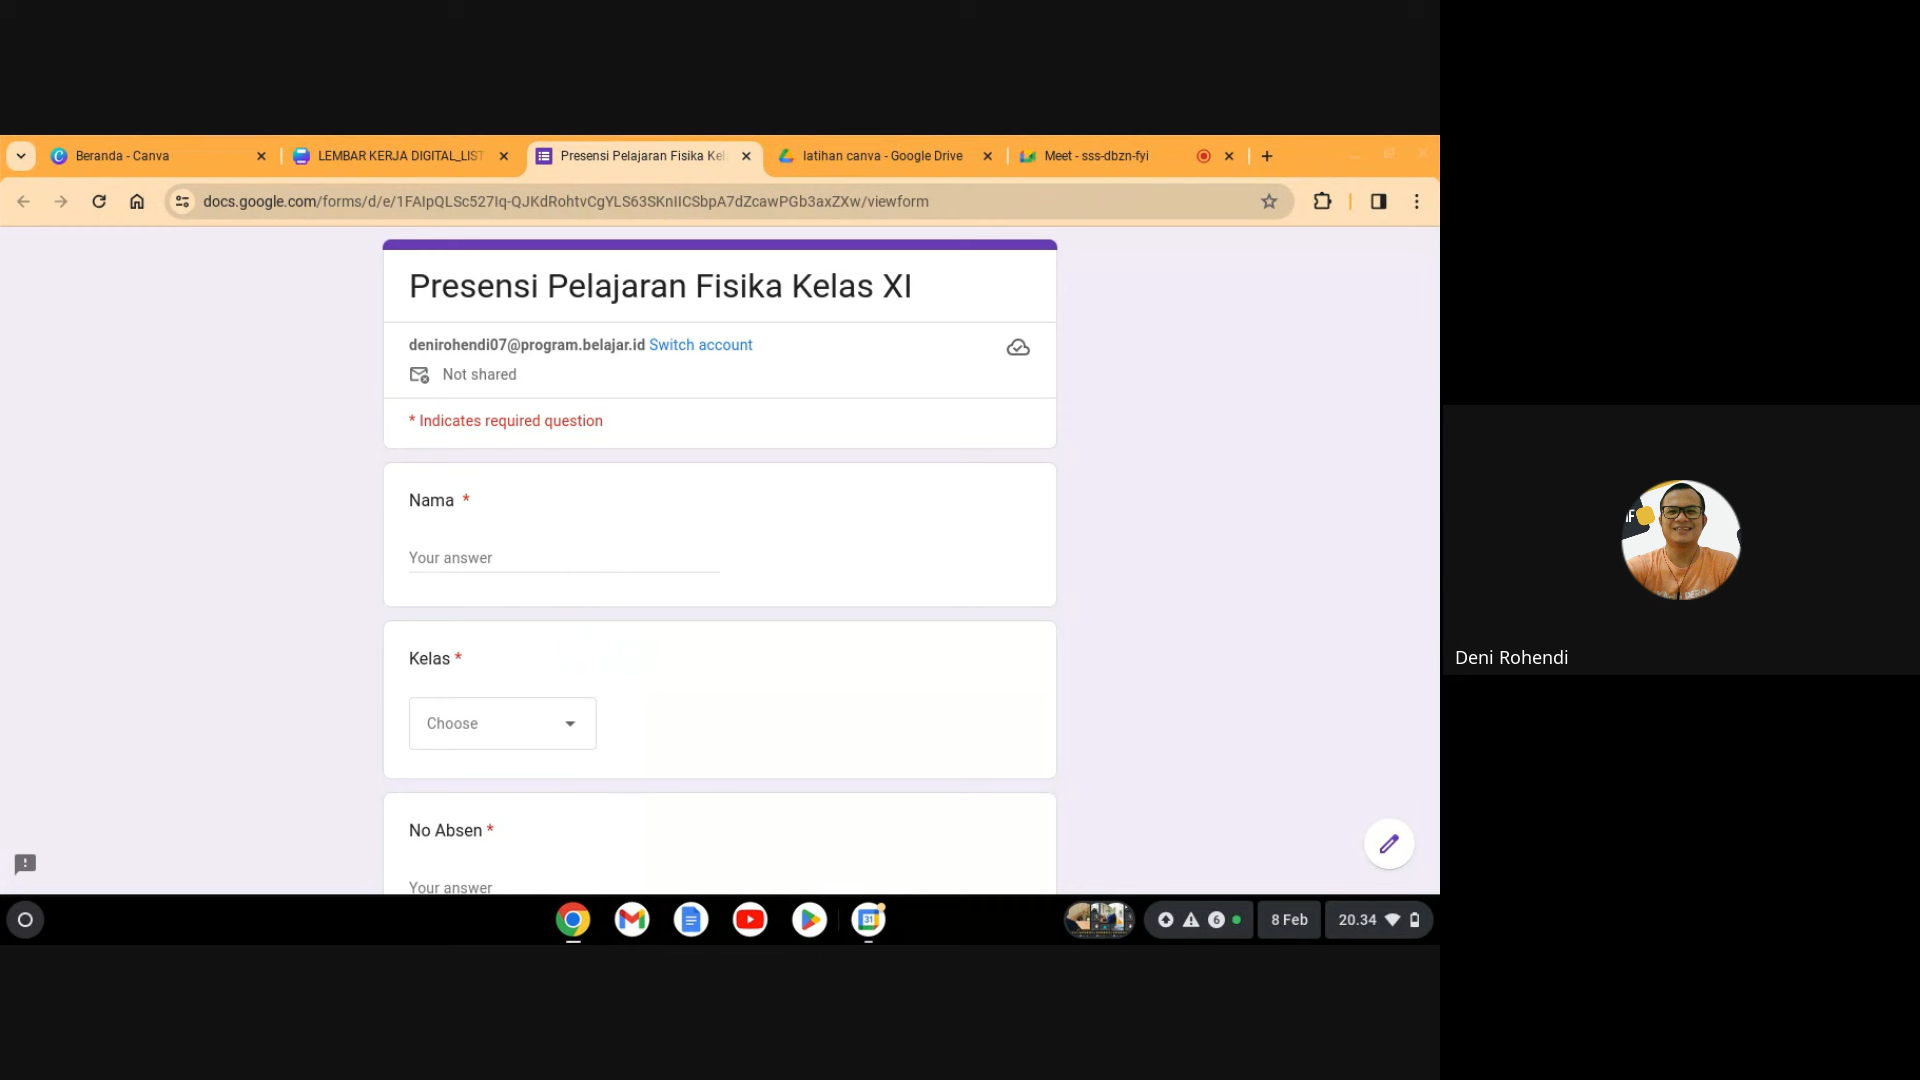 Beranda - Canva
LEMBAR KERJA DIGITAL_LIST
Presensi Pelajaran Fisika Kel
latihan canva - Google Drive
Meet - sss-dbzn-fyi
docs.google.com/forms/d/e/1FAIpQLSc527Iq-QJKdRohtvCgYLS63SKnIICSbpA7dZcawPGb3axZXw/viewform
Presensi Pelajaran Fisika Kelas XI
denirohendi07@program.belajar.id Switch account
Not shared
* Indicates required question
Nama *
Your answer
Kelas *
Choose
No Absen *
Your answer
31
6
8 Feb
20.34
Deni Rohendi